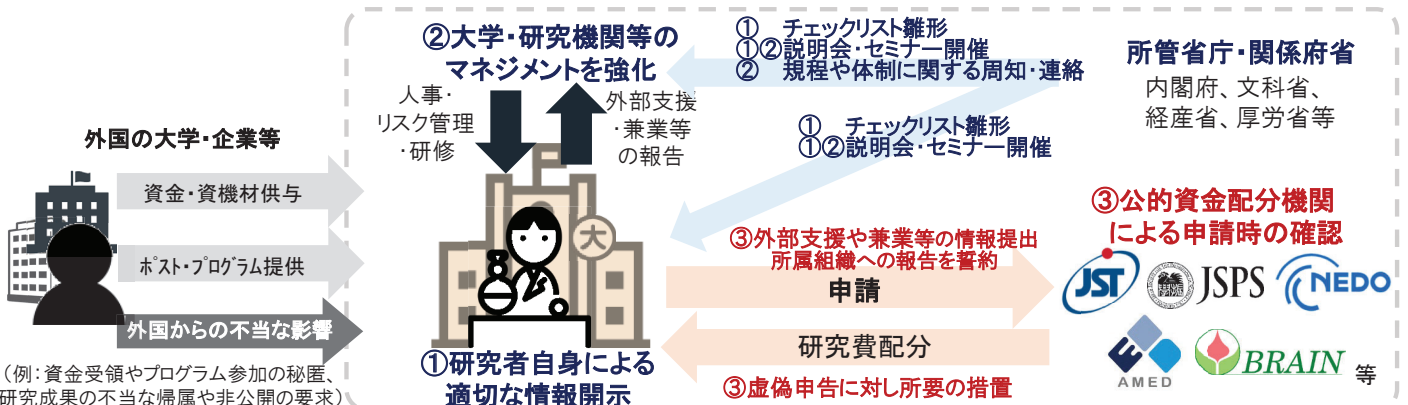 外国の大学・企業等
資金・資機材供与
ポスト・プログラム提供
外国からの不当な影響
（例：資金受領やプログラム参加の秘匿、
研究成果の不当な帰属や非公開の要求）
②大学・研究機関等の
マネジメントを強化
人事・
リスク管理
・研修
外部支援
・兼業等
の報告
大
①研究者自身による
適切な情報開示
①　チェックリスト雛形
①②説明会・セミナー開催
②　規程や体制に関する周知・連絡
①　チェックリスト雛形
①②説明会・セミナー開催
所管省庁・関係府省
内閣府、文科省、
経産省、厚労省等
③外部支援や兼業等の情報提出
所属組織への報告を誓約
申請
研究費配分
③虚偽申告に対し所要の措置
③公的資金配分機関
による申請時の確認
JST
JSPS
NEDO
AMED
BRAIN
等